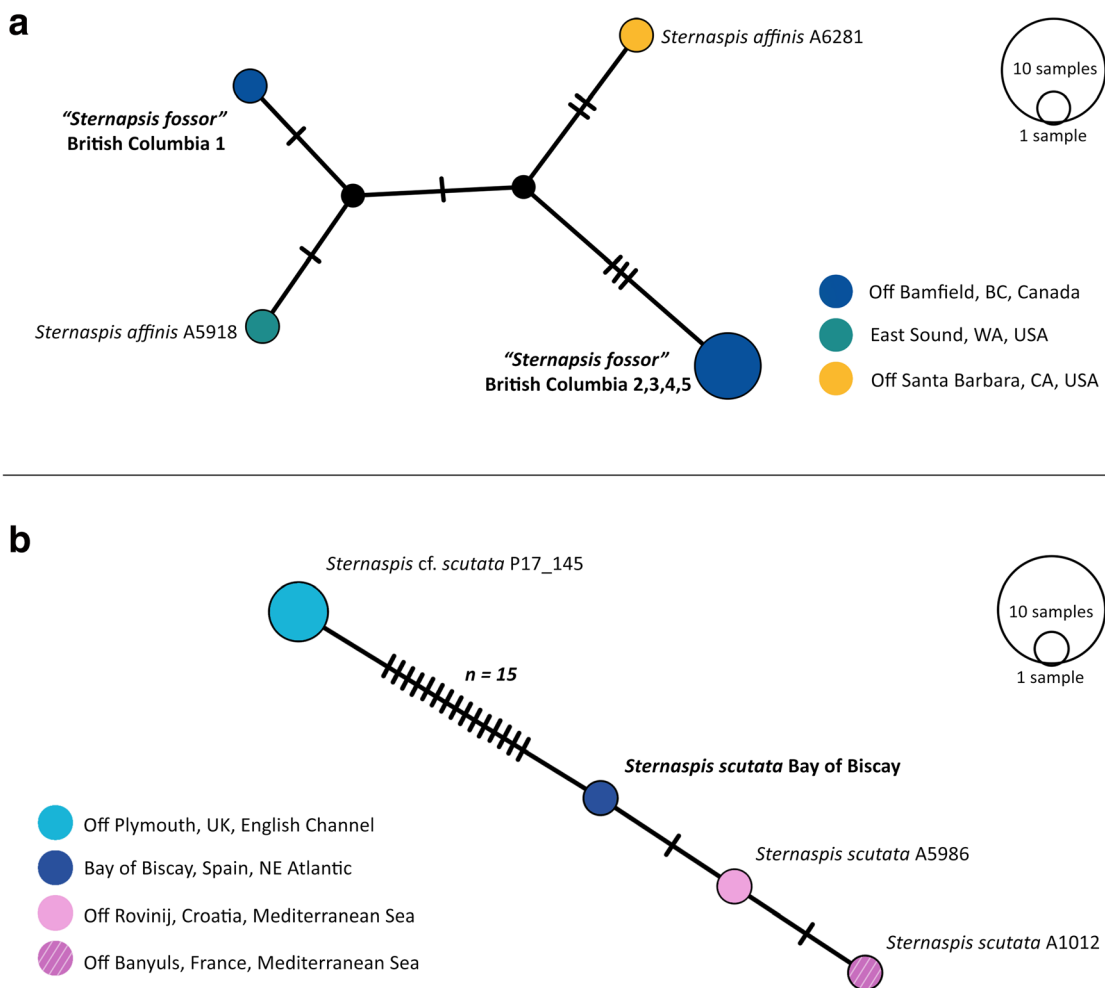 a
Sternaspis affinis A6281
10 samples
1 sample
“Sternapsis fossor”
British Columbia 1
Sternaspis affinis A5918
“Sternapsis fossor”
British Columbia 2,3,4,5
Off Bamfield, BC, Canada
East Sound, WA, USA
Off Santa Barbara, CA, USA
b
Sternaspis cf. scutata P17_145
10 samples
1 sample
n = 15
Sternaspis scutata Bay of Biscay
Sternaspis scutata A5986
Sternaspis scutata A1012
Off Plymouth, UK, English Channel
Bay of Biscay, Spain, NE Atlantic
Off Rovinij, Croatia, Mediterranean Sea
Off Banyuls, France, Mediterranean Sea